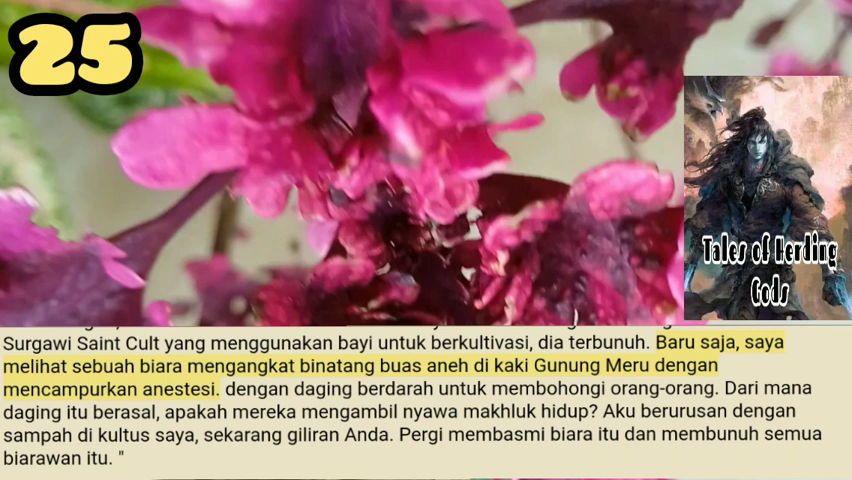 25
Tales of Herding
Gods
Surgawi Saint Cult yang menggunakan bayi untuk berkultivasi, dia terbunuh. Baru saja, saya
melihat sebuah biara mengangkat binatang buas aneh di kaki Gunung Meru dengan
mencampurkan anestesi. dengan daging berdarah untuk membohongi orang-orang. Dari mana
daging itu berasal, apakah mereka mengambil nyawa makhluk hidup? Aku berurusan dengan
sampah di kultus saya, sekarang giliran Anda. Pergi membasmi biara itu dan membunuh semua
biarawan itu. "